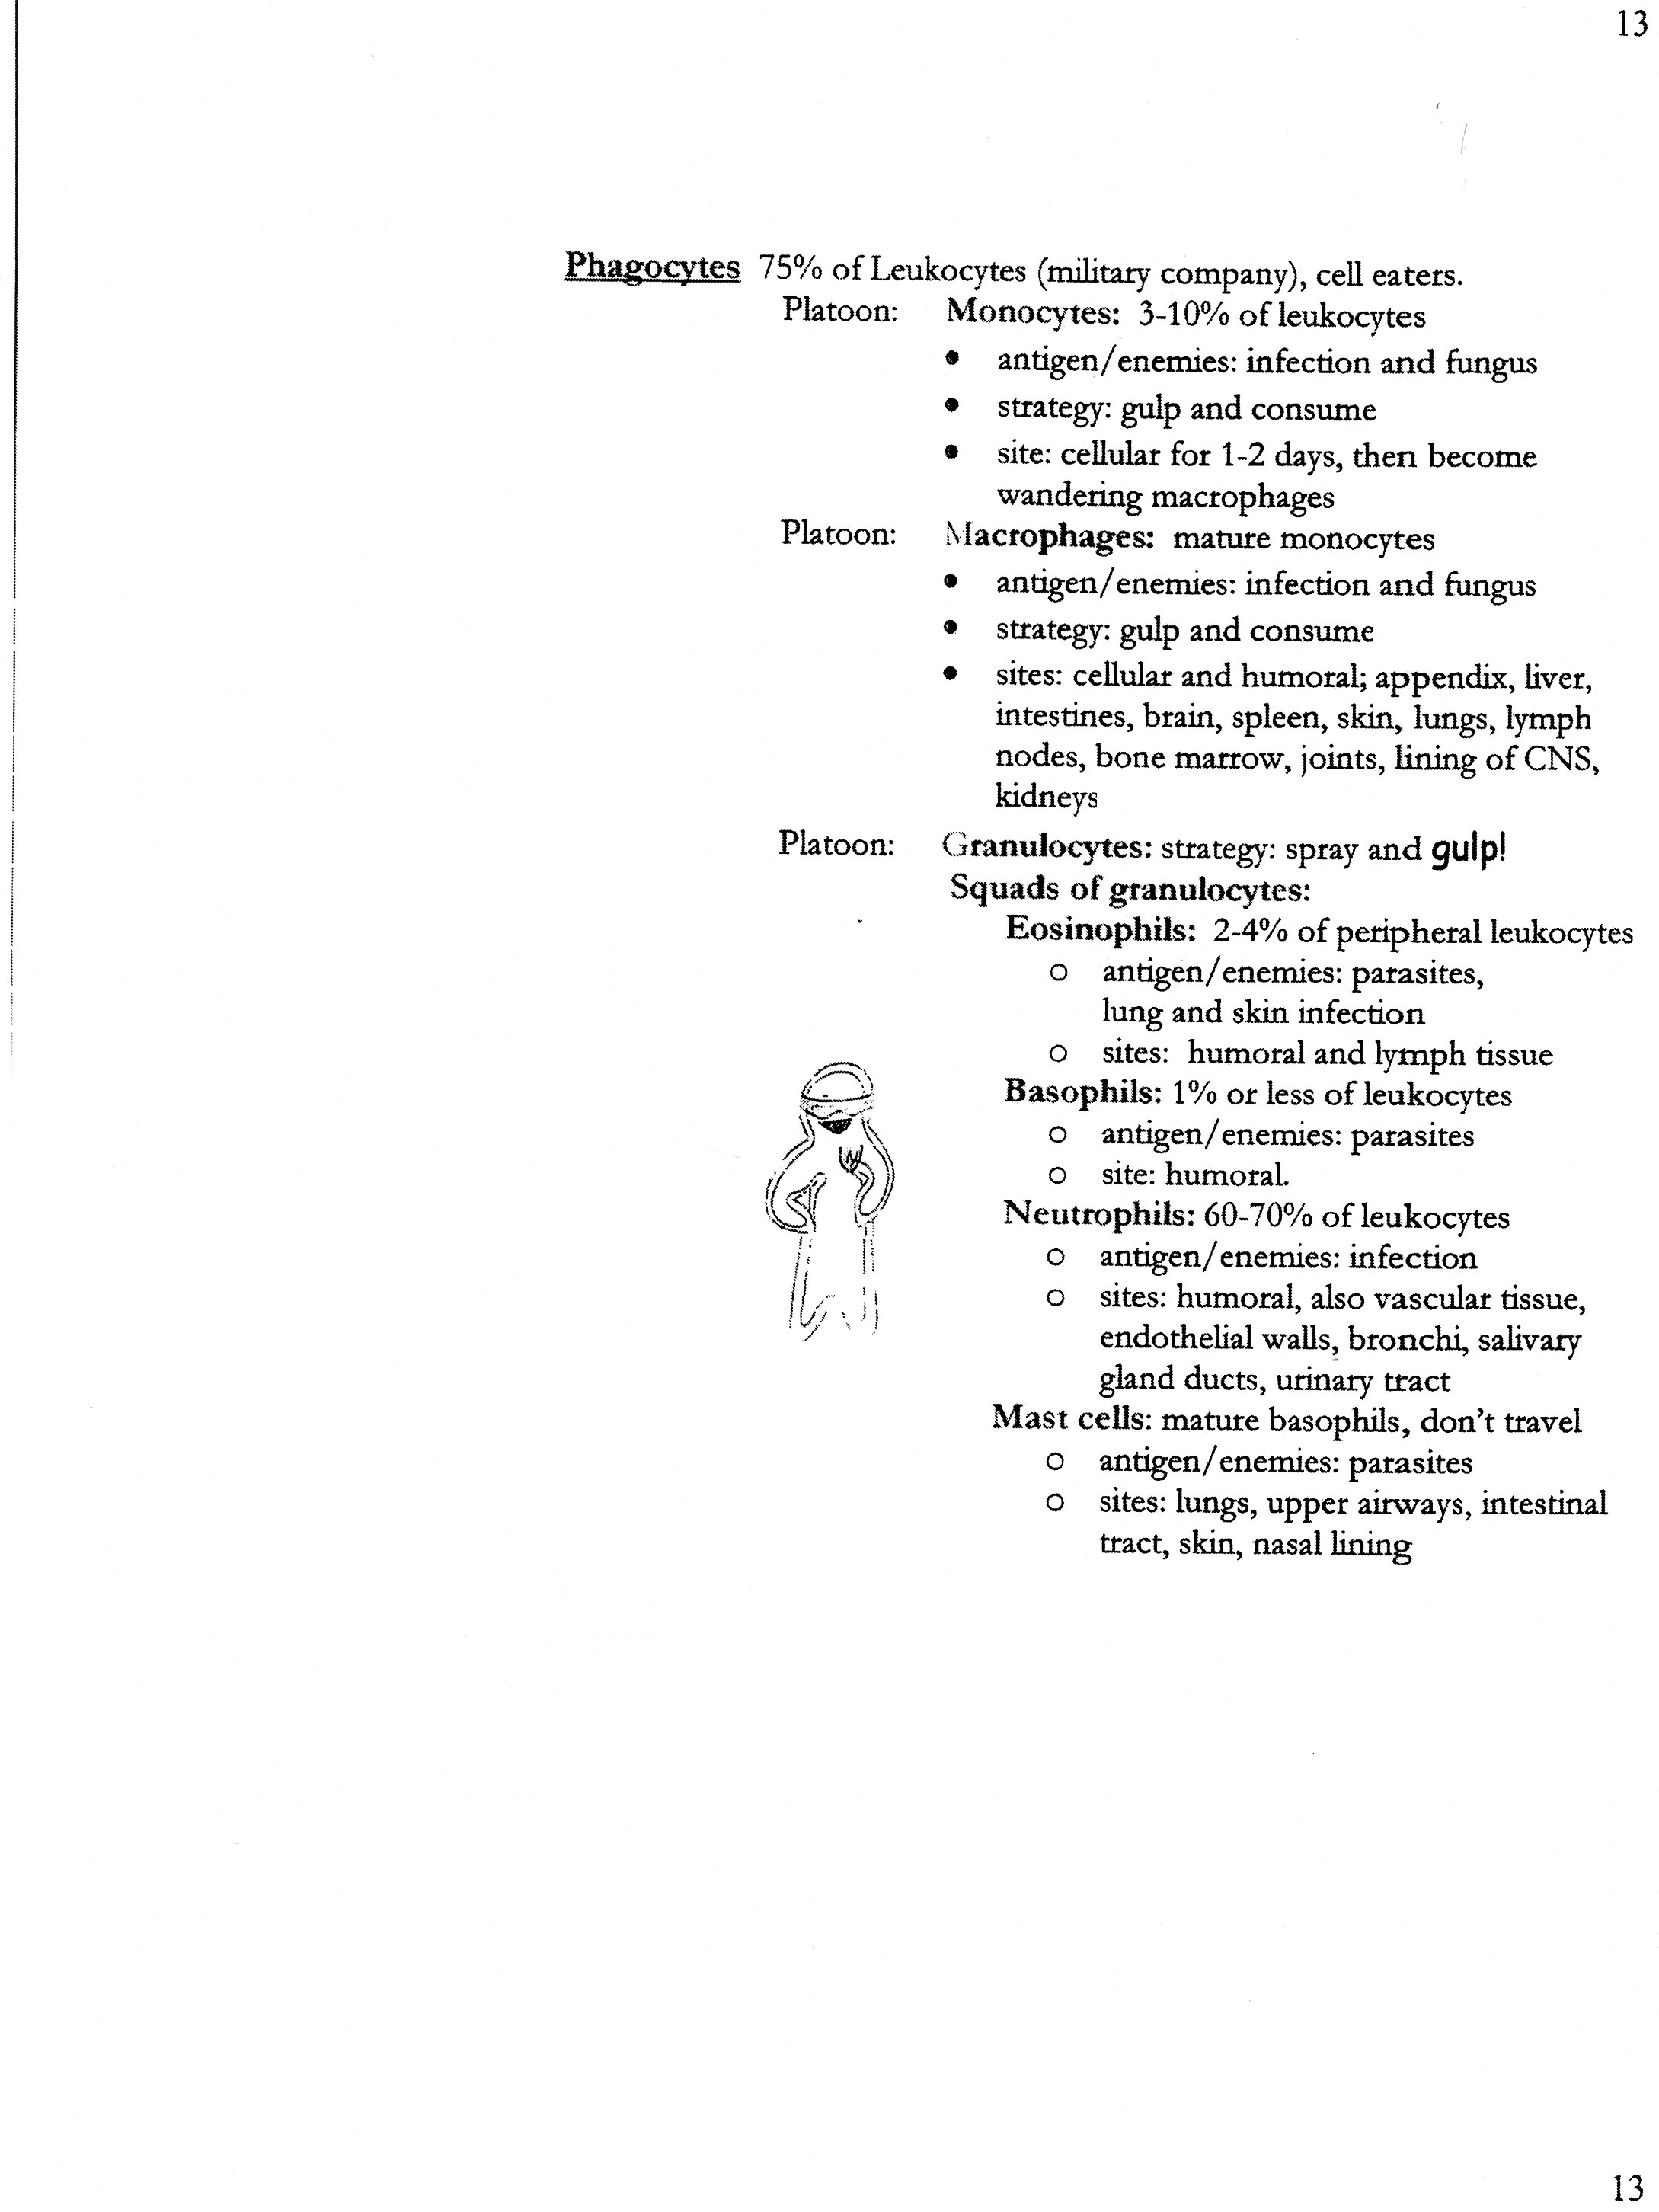 13
Phagocytes 75% of Leukocytes (military company), cell eaters.
Platoon: Monocytes: 3-10% of leukocytes
• antigen/enemies: infection and fungus
• strategy: gulp and consume
• site: cellular for 1-2 days, then become
wandering macrophages
Platoon: Macrophages: mature monocytes
• antigen/enemies: infection and fungus
• strategy: gulp and consume
• sites: cellular and humoral; appendix, liver,
intestines, brain, spleen, skin, lungs, lymph
nodes, bone marrow, joints, lining of CNS,
kidneys
Platoon: Granulocytes: strategy: spray and gulp!
Squads of granulocytes:
Eosinophils: 2-4% of peripheral leukocytes
o antigen/enemies: parasites,
lung and skin infection
o sites: humoral and lymph tissue
Basophils: 1% or less of leukocytes
o antigen/enemies: parasites
o site: humoral.
N
Neutrophils: 60-70% of leukocytes
o antigen/enemies: infection
o sites: humoral, also vascular tissue,
endothelial walls, bronchi, salivary
gland ducts, urinary tract
Mast cells: mature basophils, don't travel
o antigen/enemies: parasites
o sites: lungs, upper airways, intestinal
tract, skin, nasal lining
13